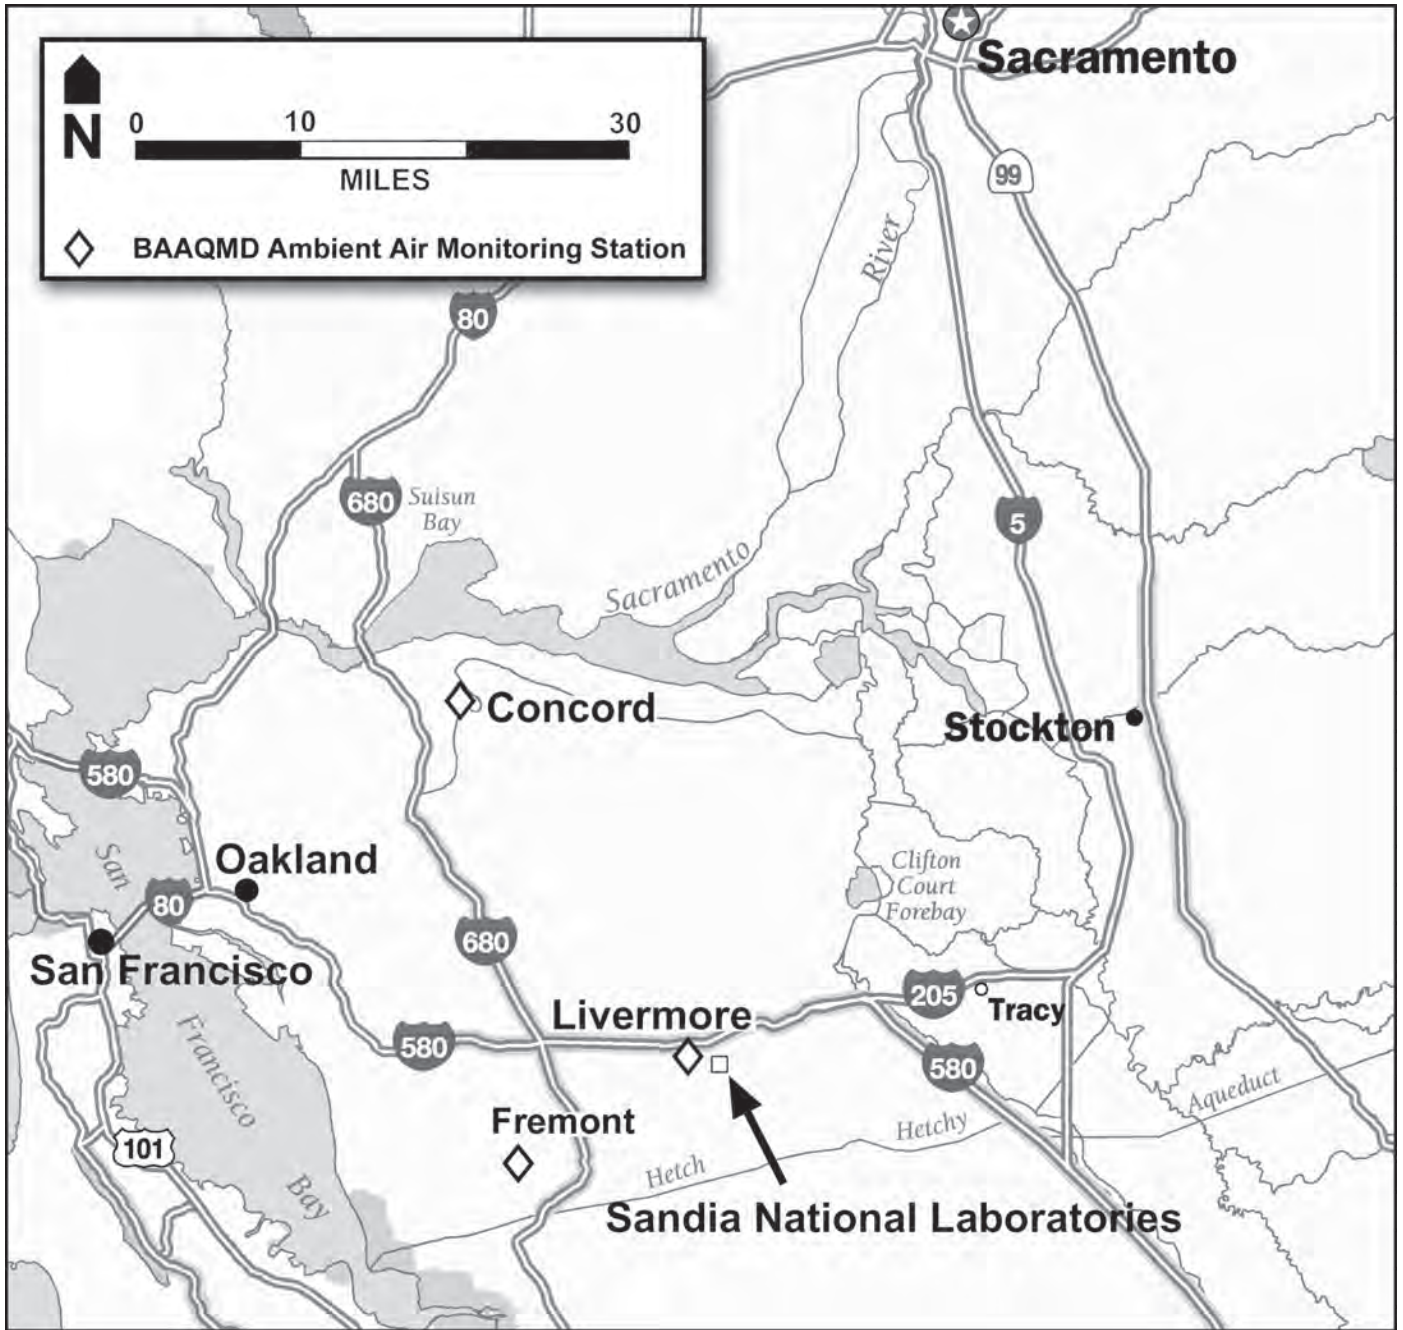 Sacramento
N
0 10 30
MILES
BAAQMD Ambient Air Monitoring Station
99
River
80
680
Suisun
Bay
5
Sacramento
Concord
Stockton
580
San
Oakland
Clifton
Court
Forebay
80
680
San Francisco
205
Tracy
Livermore
Francisco
580
580
Aqueduct
Fremont
Hetchy
101
Hetch
Bay
Sandia National Laboratories